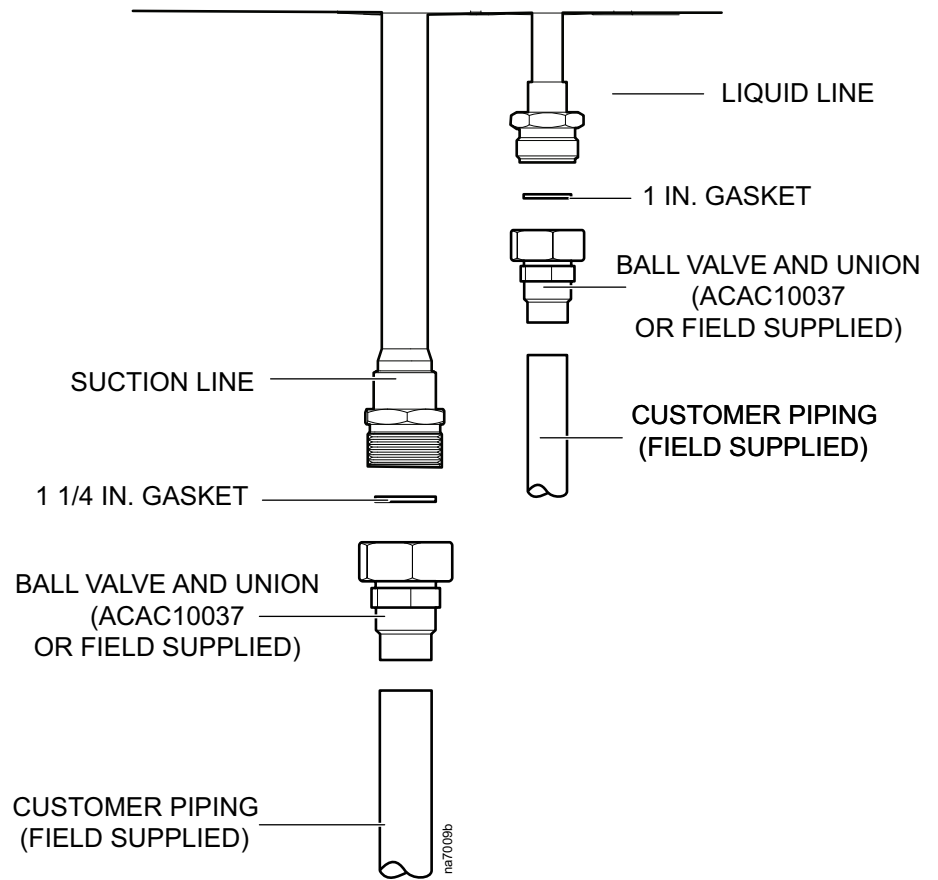 LIQUID LINE
1 IN. GASKET
BALL VALVE AND UNION
(ACAC10037
OR FIELD SUPPLIED)
SUCTION LINE
CUSTOMER PIPING
(FIELD SUPPLIED)
1 1/4 IN. GASKET
BALL VALVE AND UNION
(ACAC10037
OR FIELD SUPPLIED)
CUSTOMER PIPING
(FIELD SUPPLIED)
na7009b